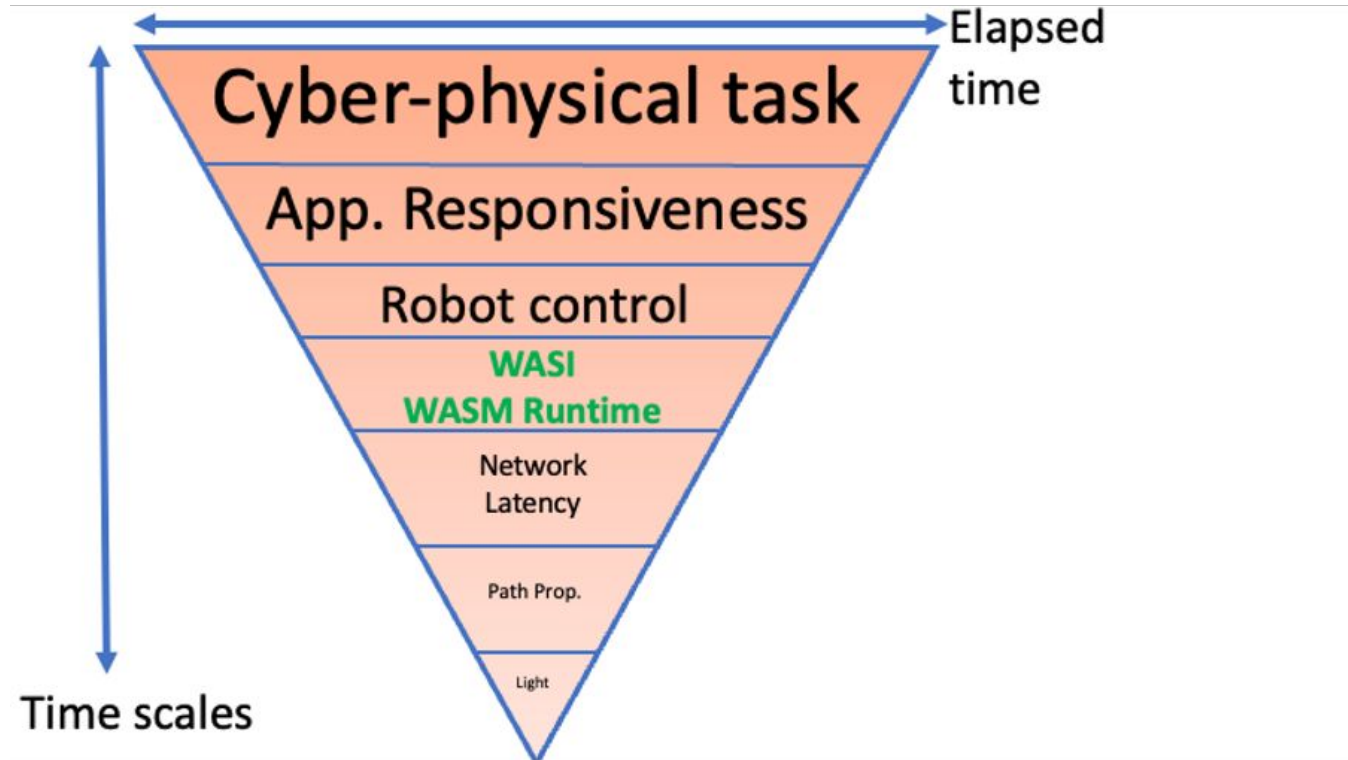 Elapsed
time
Cyber-physical task
App. Responsiveness
Robot control
WASI
WASM Runtime
Network
Latency
Path Prop.
Light
Time scales